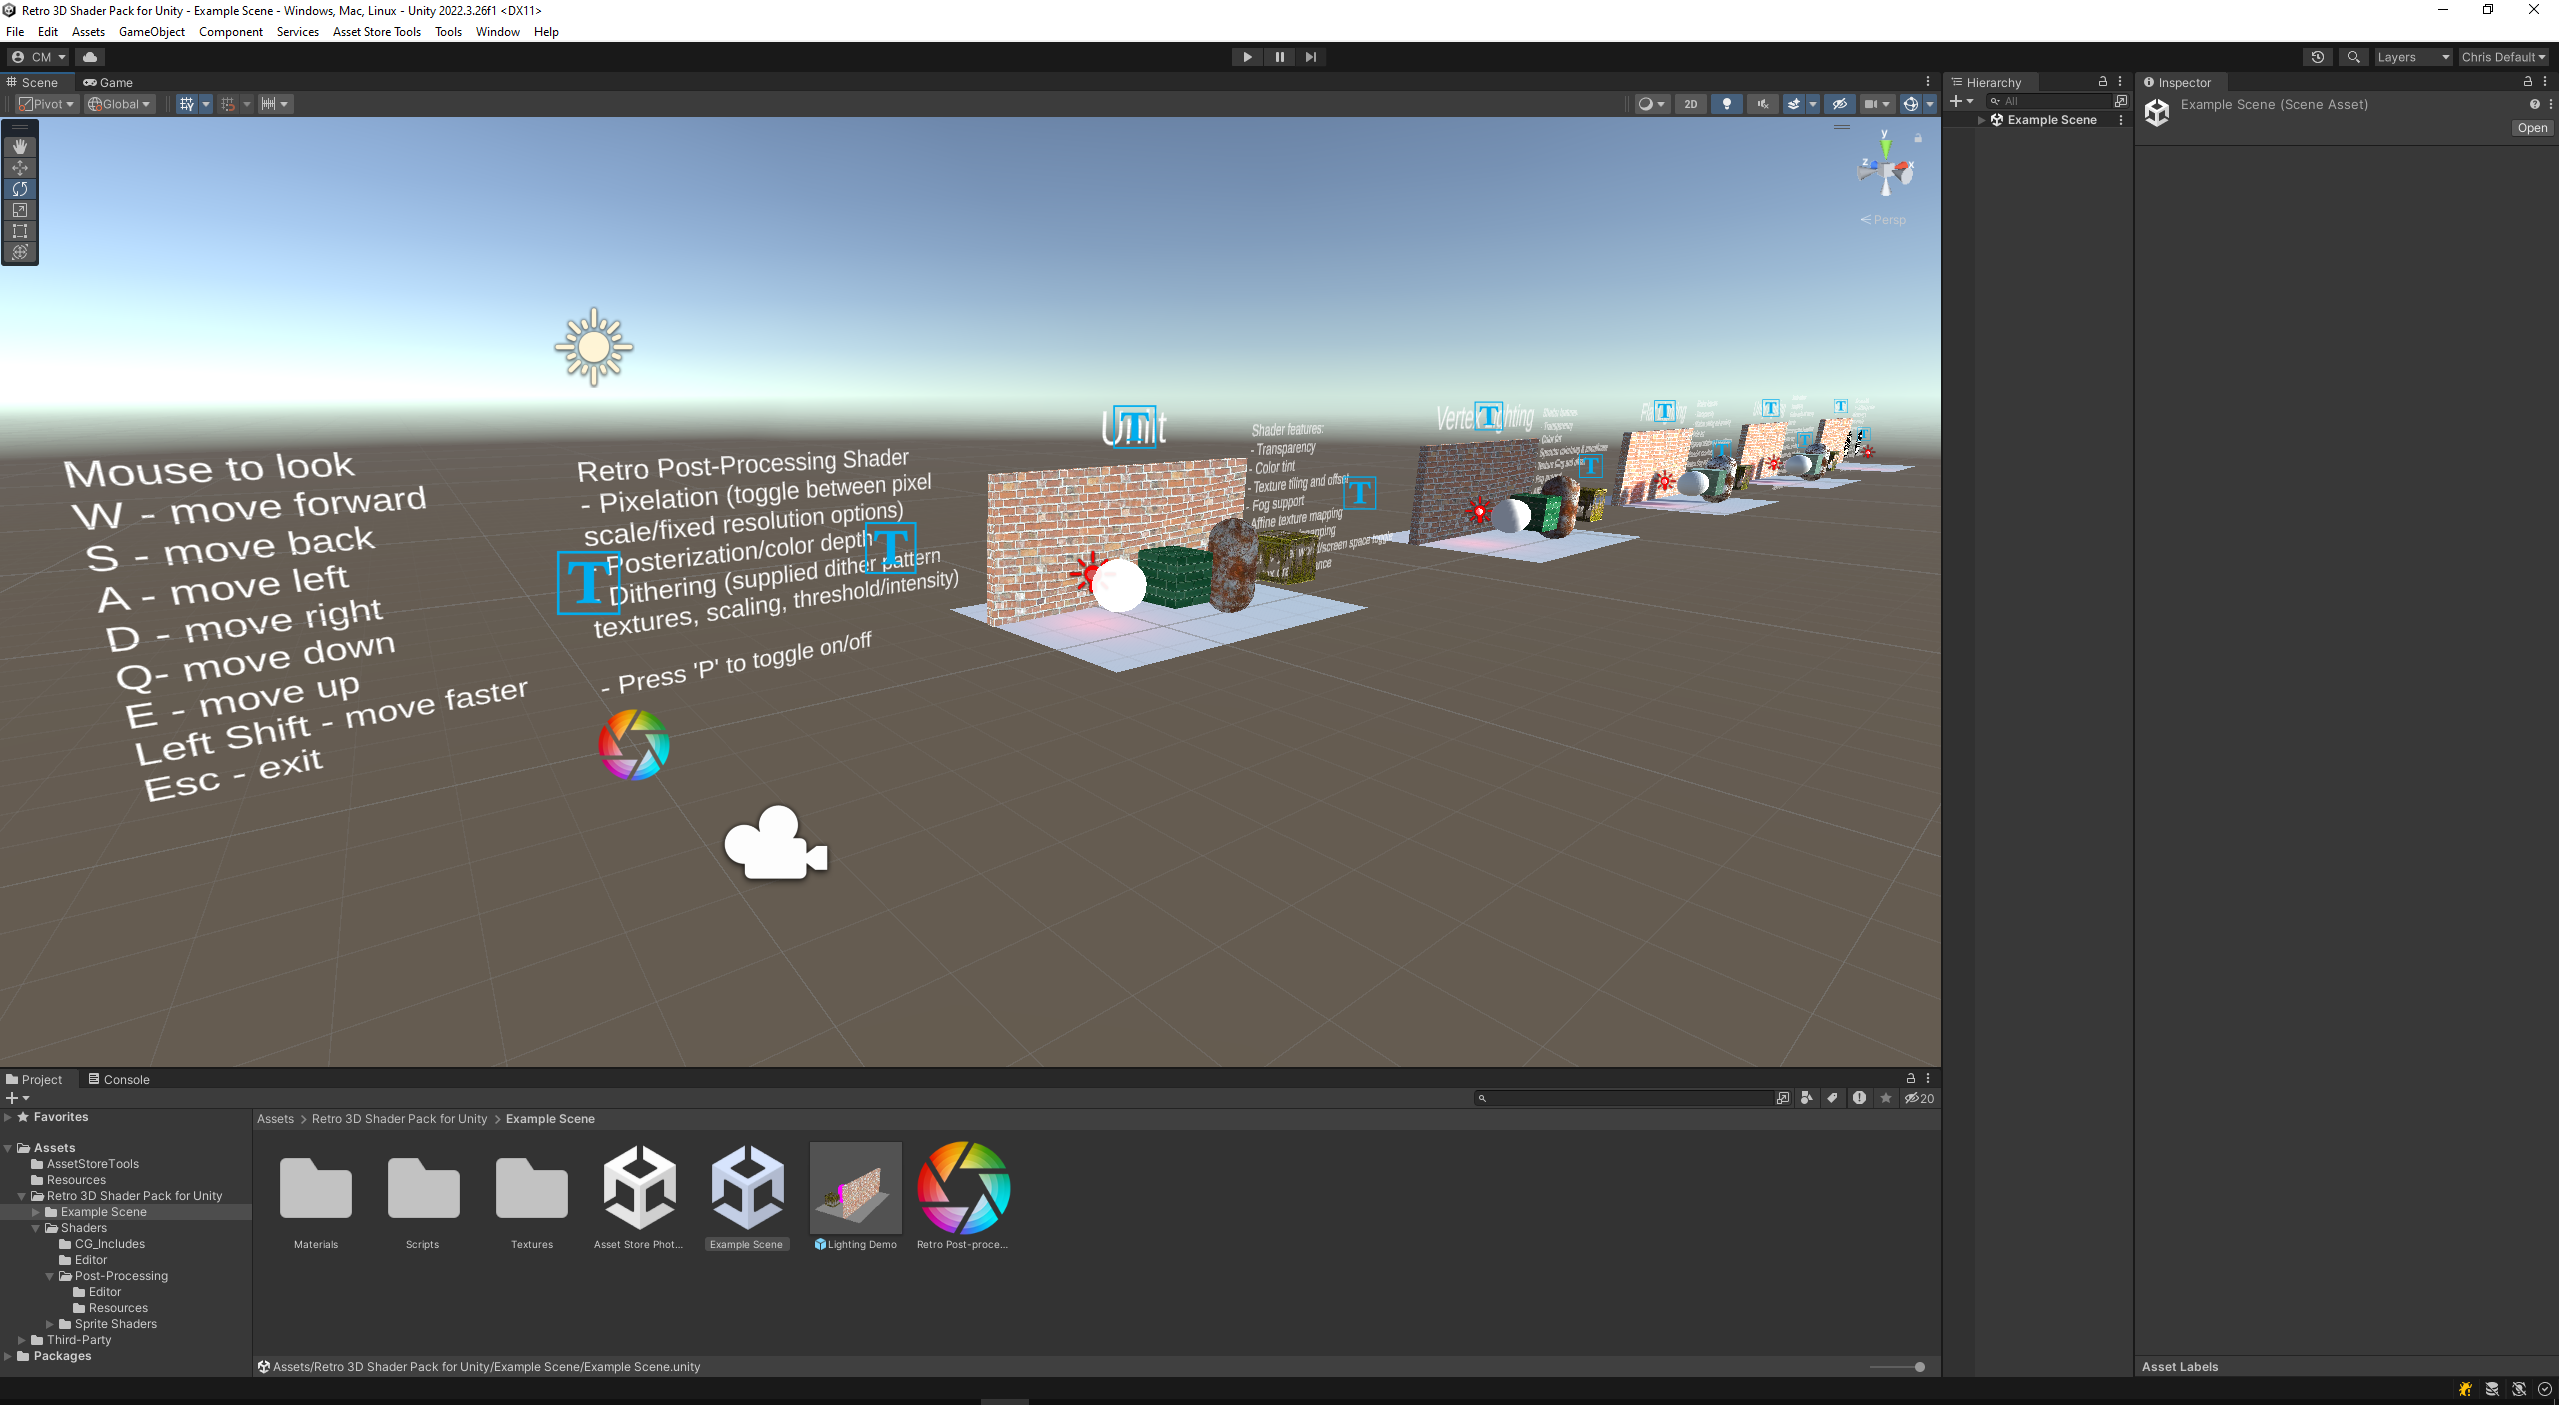 Retro 3D Shader Pack for Unity - Example Scene - Windows, Mac, Linux - Unity 2022.3.26f1 <DX11>
File Edit Assets GameObject Component Services Asset Store Tools Tools Window Help
CM
Layers
Chris Default
Scene
Game
Pivot
Global
2D
Hierarchy
All
Example Scene
Inspector
Example Scene (Scene Asset)
Open
y
z
x
Persp
Mouse to look
W - move forward
S - move back
A - move left
D - move right
Q- move down
E - move up
Left Shift - move faster
Esc - exit
Retro Post-Processing Shader
- Pixelation (toggle between pixel
scale/fixed resolution options)
- Posterization/color depth
- Dithering (supplied dither pattern
textures, scaling, threshold/intensity)
- Press 'P' to toggle on/off
Unlit
Shader features:
- Transparency
- Color tint
- Texture tiling and offset
- Fog support
Affine texture mapping
Vertex Lighting
Project
Console
20
Favorites
Assets
AssetStoreTools
Resources
Retro 3D Shader Pack for Unity
Example Scene
Shaders
CG_Includes
Editor
Post-Processing
Editor
Resources
Sprite Shaders
Third-Party
Packages
Assets > Retro 3D Shader Pack for Unity > Example Scene
Materials
Scripts
Textures
Asset Store Phot...
Example Scene
Lighting Demo
Retro Post-proce...
Assets/Retro 3D Shader Pack for Unity/Example Scene/Example Scene.unity
Asset Labels